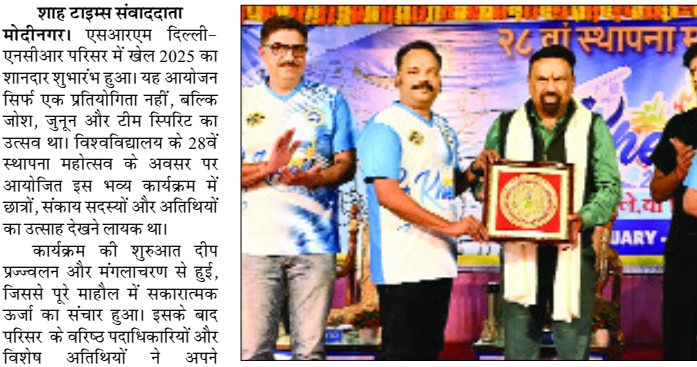 शाह टाइम्स संवाददाता
मोदीनगर। एसआरएम दिल्ली-
एनसीआर परिसर में खेल 2025 का
शानदार शुभारंभ हुआ। यह आयोजन
सिर्फ एक प्रतियोगिता नहीं, बल्कि
जोश, जुनून और टीम स्पिरिट का
उत्सव था। विश्वविद्यालय के 28वें
स्थापना महोत्सव के अवसर पर
आयोजित इस भव्य कार्यक्रम में
छात्रों, संकाय सदस्यों और अतिथियों
का उत्साह देखने लायक था।
कार्यक्रम की शुरुआत दीप
प्रज्ज्वलन और मंगलाचरण से हुई,
जिससे पूरे माहौल में सकारात्मक
ऊर्जा का संचार हुआ। इसके बाद
परिसर के वरिष्ठ पदाधिकारियों और
विशेष अतिथियों ने अपने
२८ वां स्थापना म